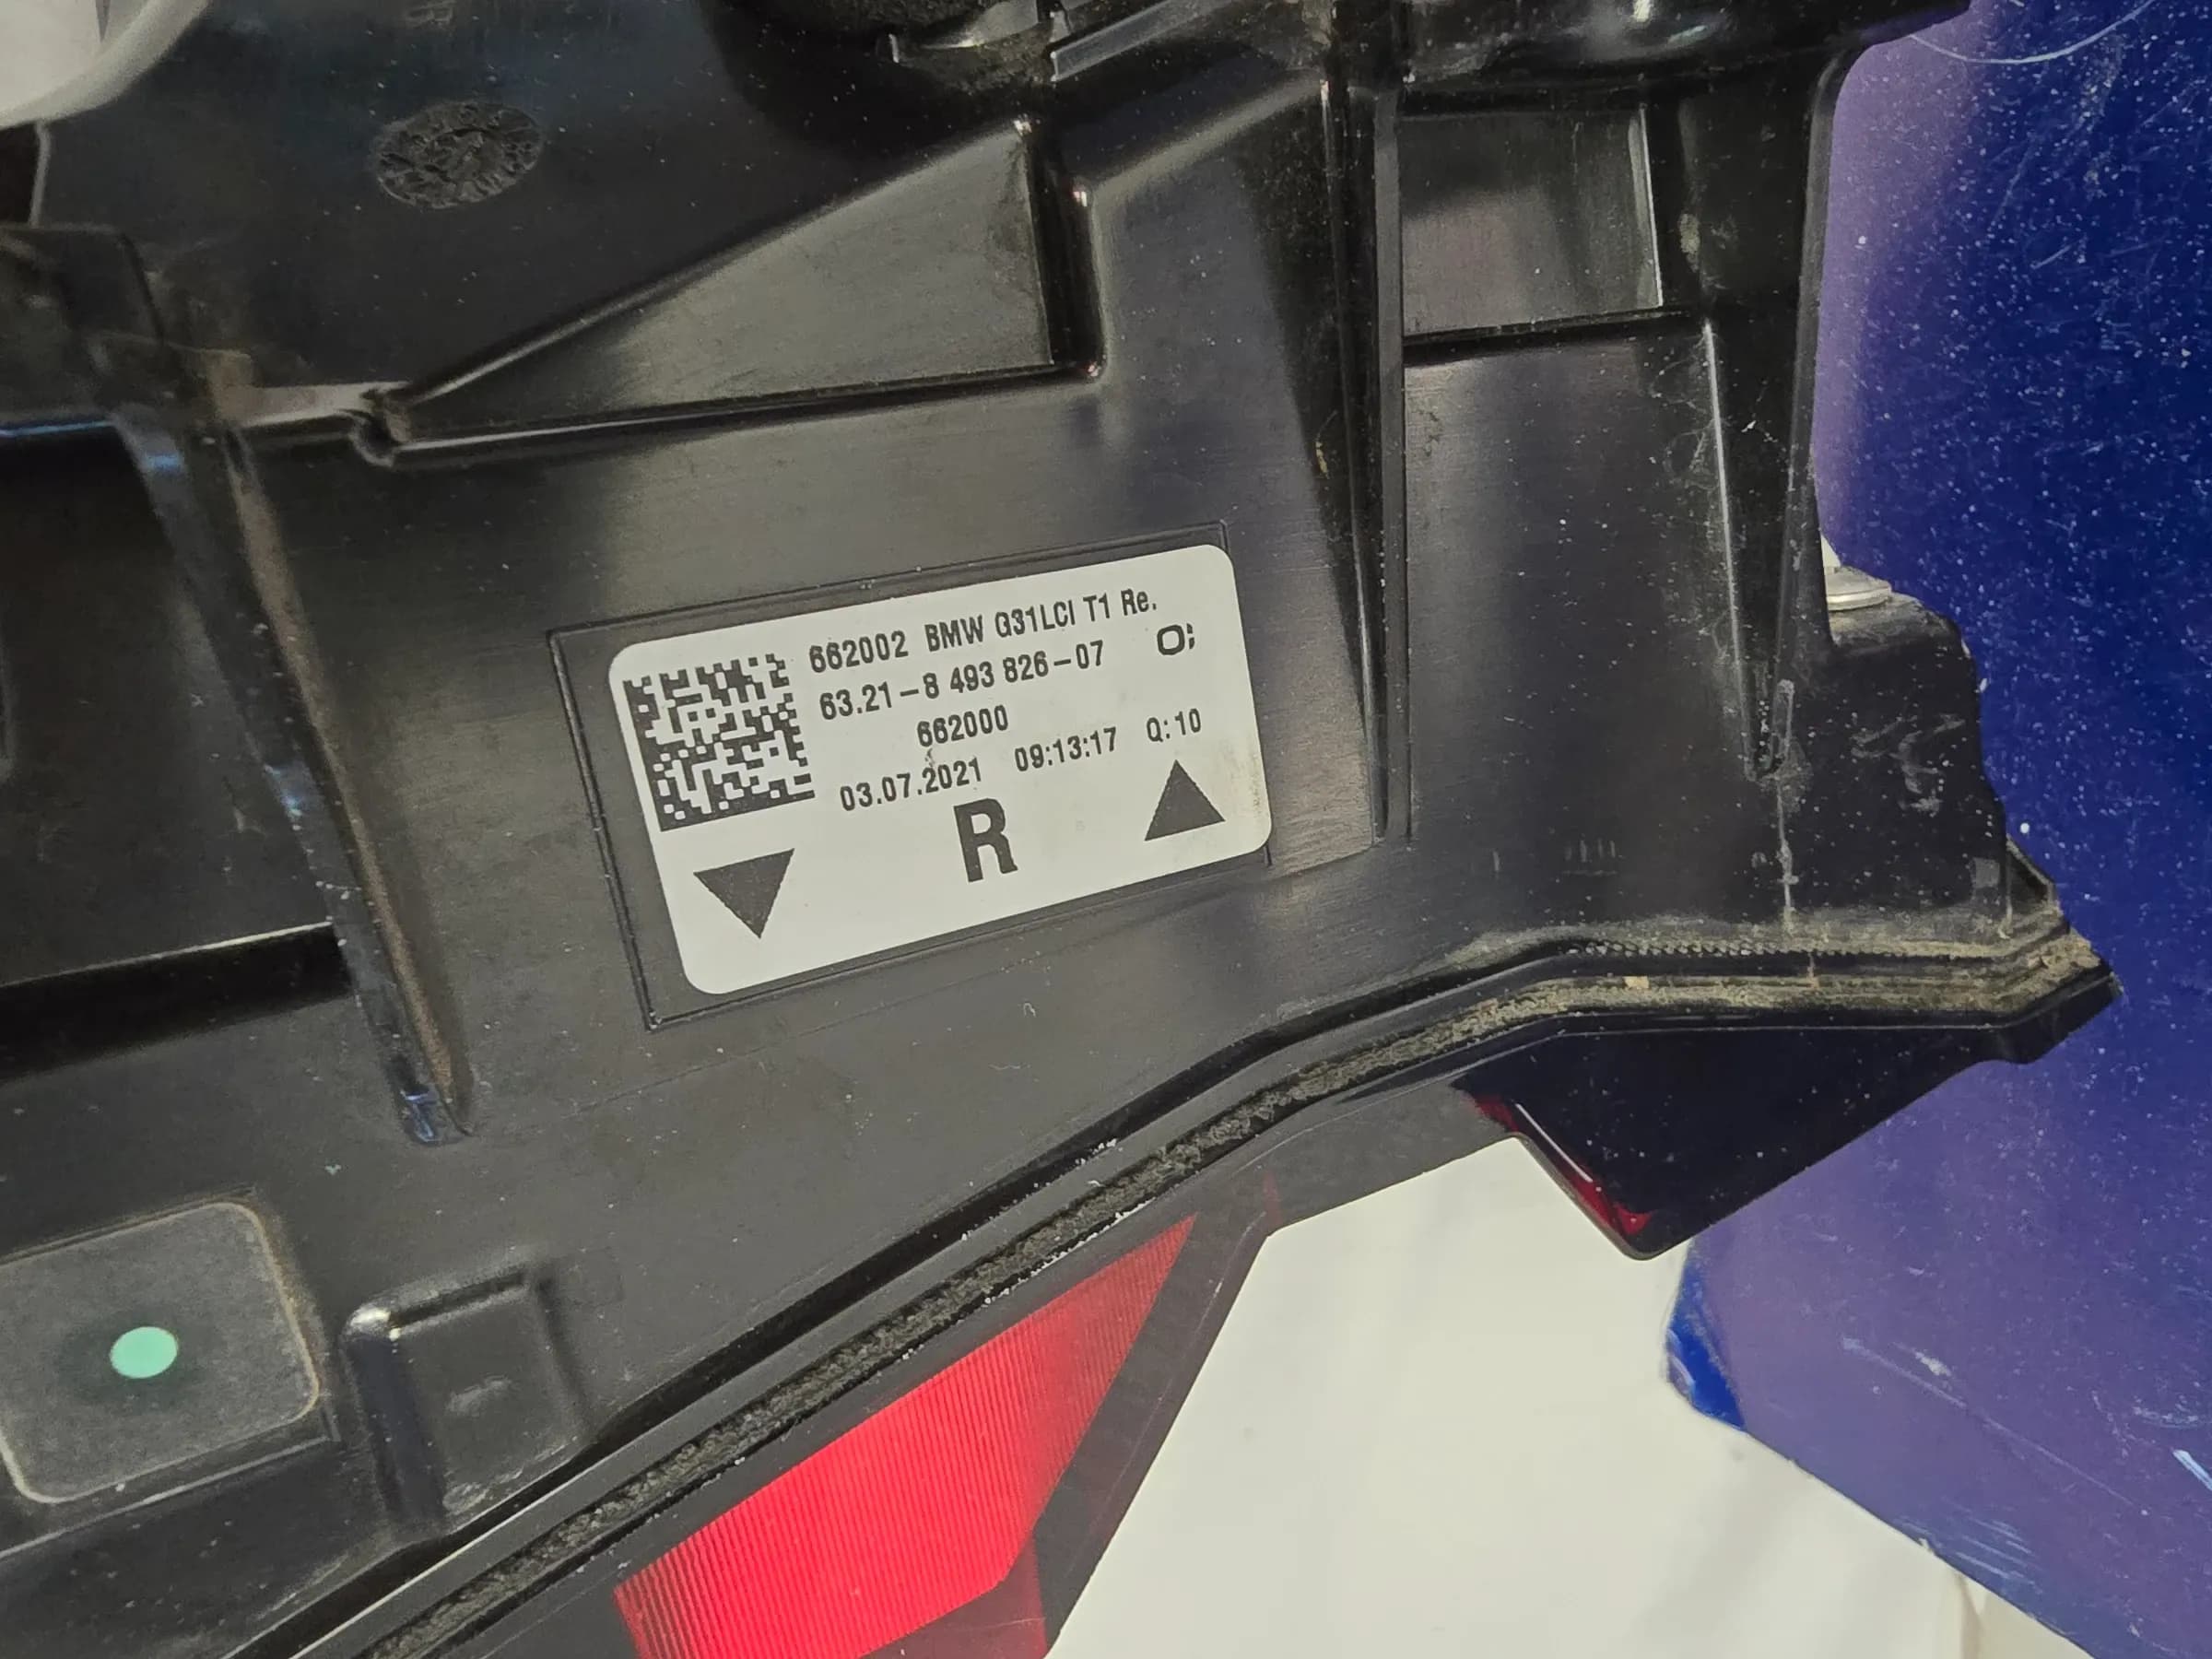 662002 BMW G31LCI T1 Re.
63.21-8 493 826-07 O;
662000
03.07.2021 09:13:17 Q:10
R